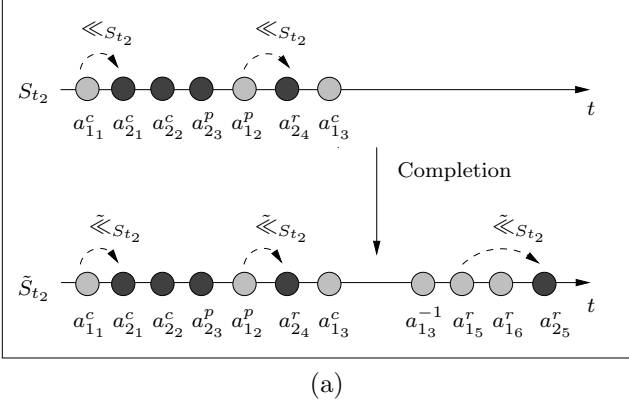 ≪_{S_{t_2}} ≪_{S_{t_2}}
S_{t_2} t
a^c_{1_1} a^c_{2_1} a^c_{2_2} a^p_{2_3} a^p_{1_2} a^r_{2_4} a^c_{1_3}
Completion
≪̃_{S_{t_2}} ≪̃_{S_{t_2}} ≪̃_{S_{t_2}}
S̃_{t_2} t
a^c_{1_1} a^c_{2_1} a^c_{2_2} a^p_{2_3} a^p_{1_2} a^r_{2_4} a^c_{1_3} a^{-1}_{1_3} a^r_{1_5} a^r_{1_6} a^r_{2_5}
(a)